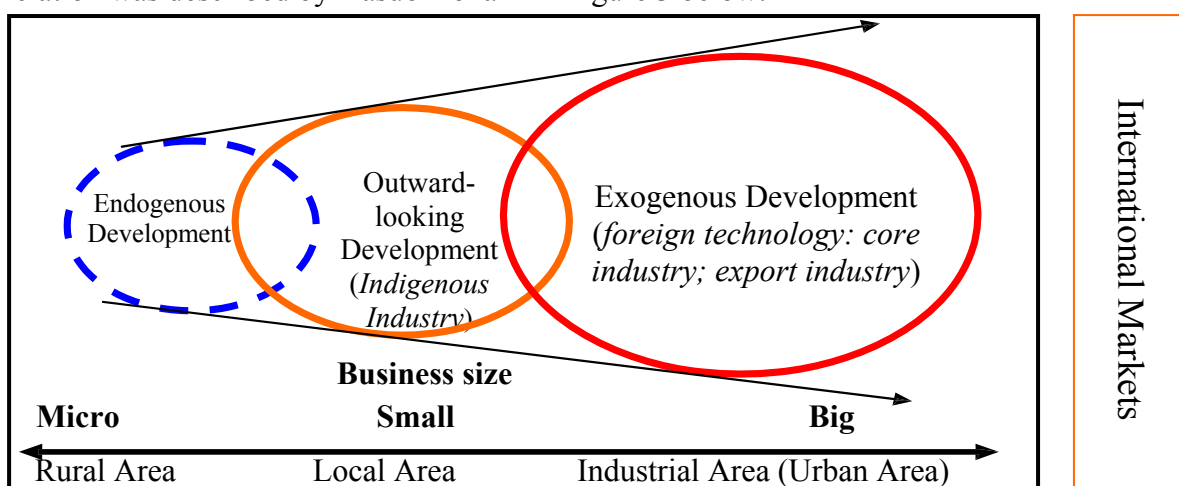 Endogenous
Development
Outward-
looking
Development
(Indigenous
Industry)
Exogenous Development
(foreign technology: core
industry; export industry)
International Markets
Business size
Micro Small Big
Rural Area Local Area Industrial Area (Urban Area)